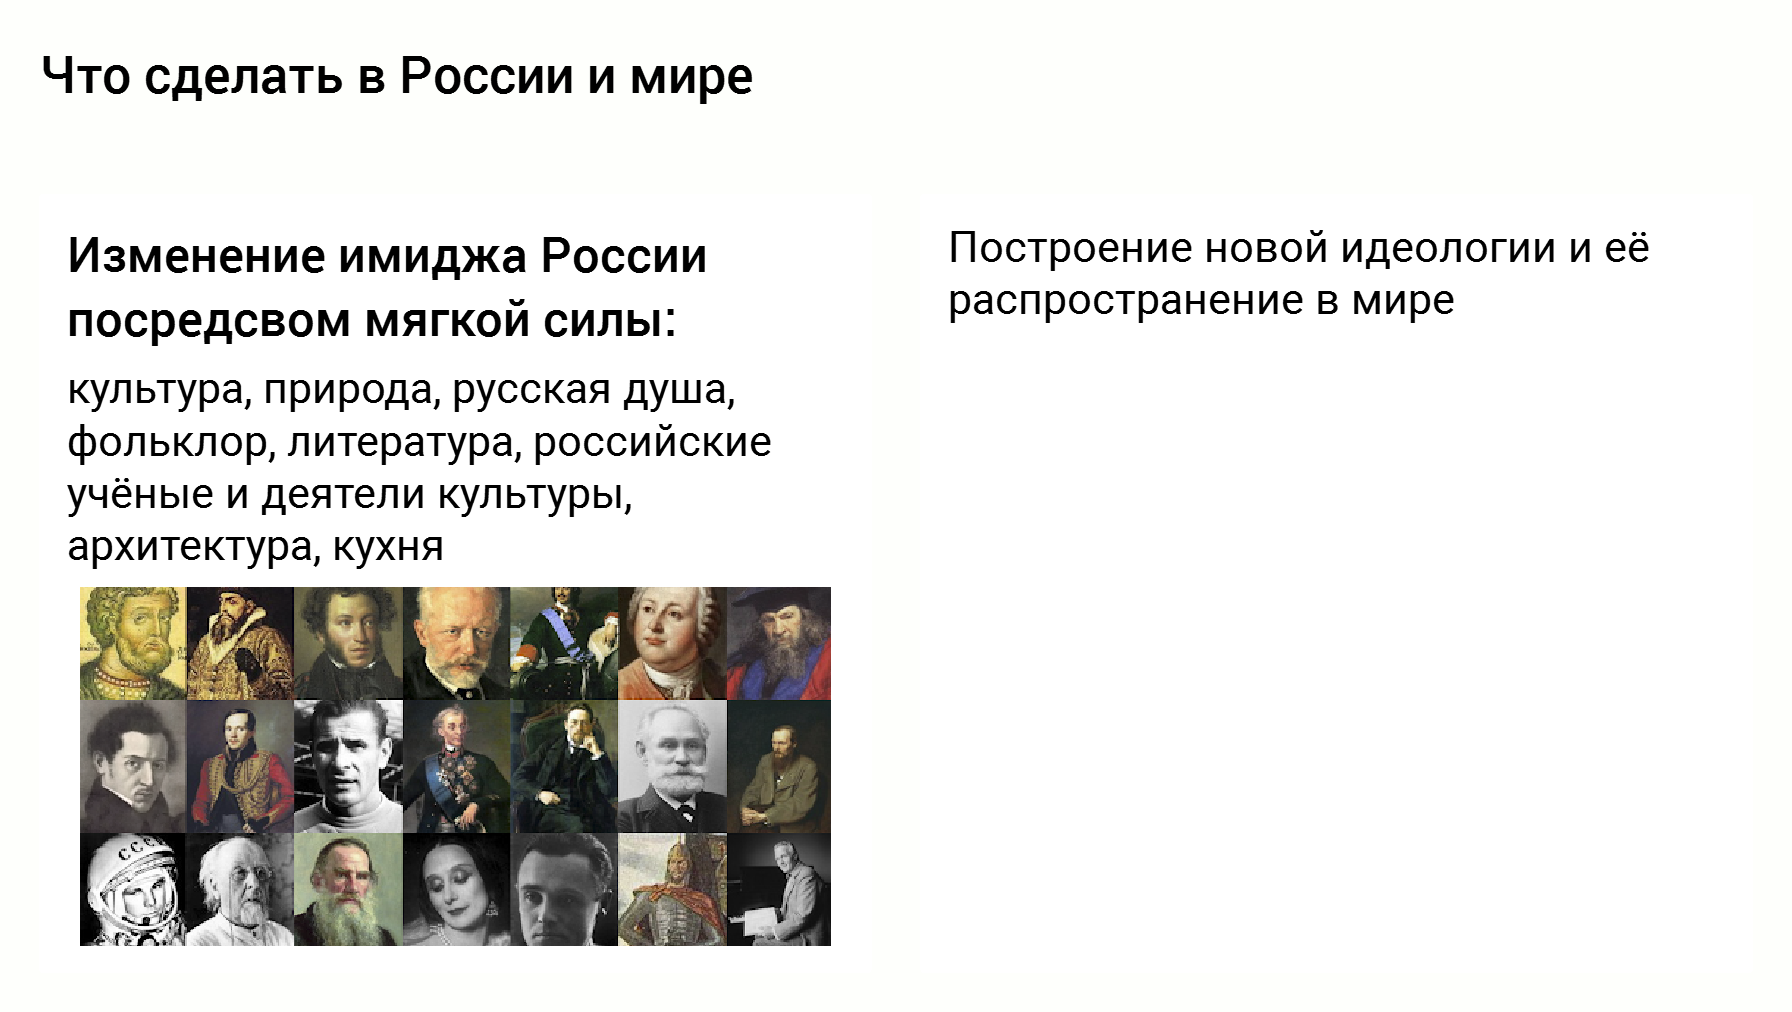 Что сделать в России и мире
Изменение имиджа России
посредсвом мягкой силы:
культура, природа, русская душа,
фольклор, литература, российские
учёные и деятели культуры,
архитектура, кухня
СССР
Построение новой идеологии и её
распространение в мире